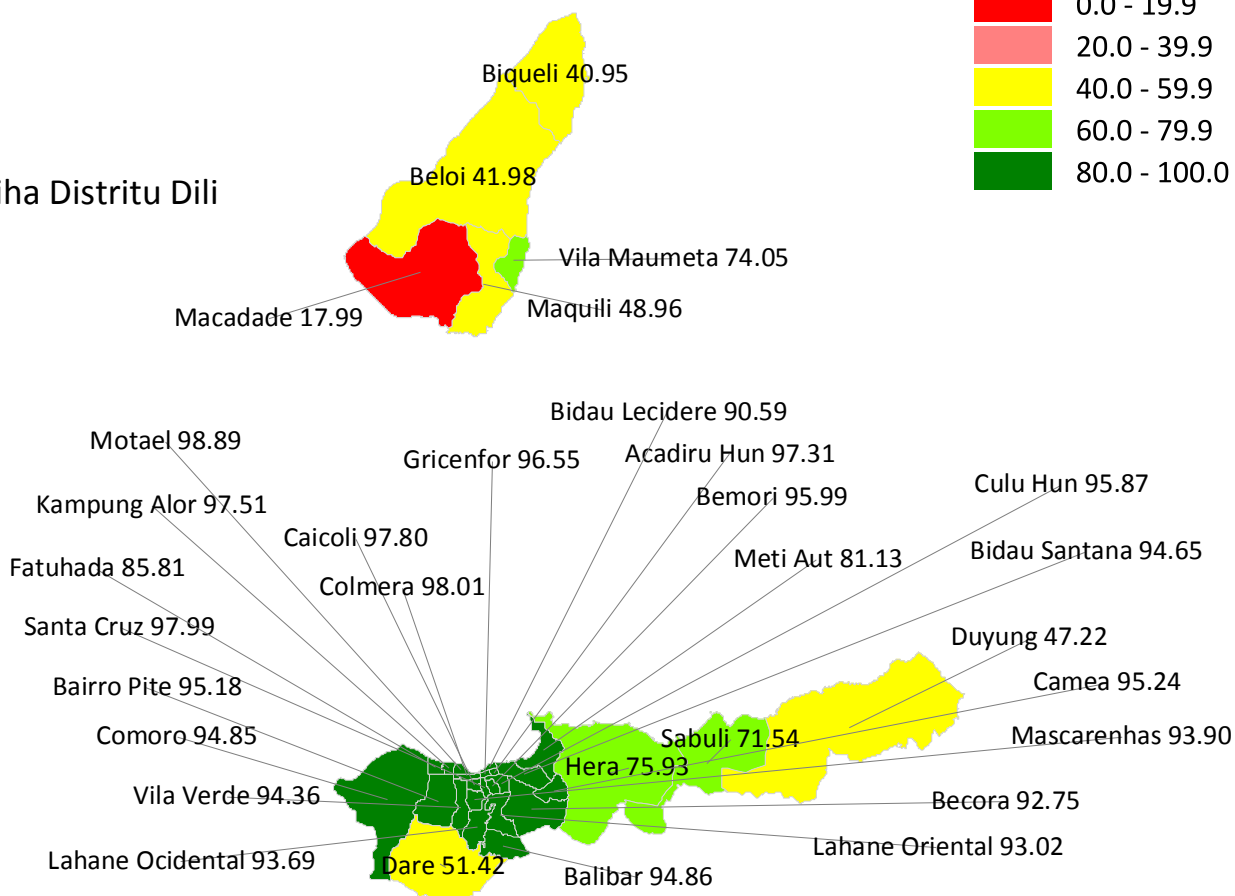 0.0 - 19.9
20.0 - 39.9
40.0 - 59.9
60.0 - 79.9
80.0 - 100.0
Biqueli 40.95
Beloi 41.98
iha Distritu Dili
Vila Maumeta 74.05
Maquili 48.96
Macadade 17.99
Bidau Lecidere 90.59
Motael 98.89
Gricenfor 96.55
Acadiru Hun 97.31
Culu Hun 95.87
Kampung Alor 97.51
Bemori 95.99
Caicoli 97.80
Meti Aut 81.13
Bidau Santana 94.65
Fatuhada 85.81
Colmera 98.01
Santa Cruz 97.99
Duyung 47.22
Bairro Pite 95.18
Camea 95.24
Comoro 94.85
Sabuli 71.54
Mascarenhas 93.90
Hera 75.93
Vila Verde 94.36
Becora 92.75
Lahane Ocidental 93.69
Dare 51.42
Balibar 94.86
Lahane Oriental 93.02